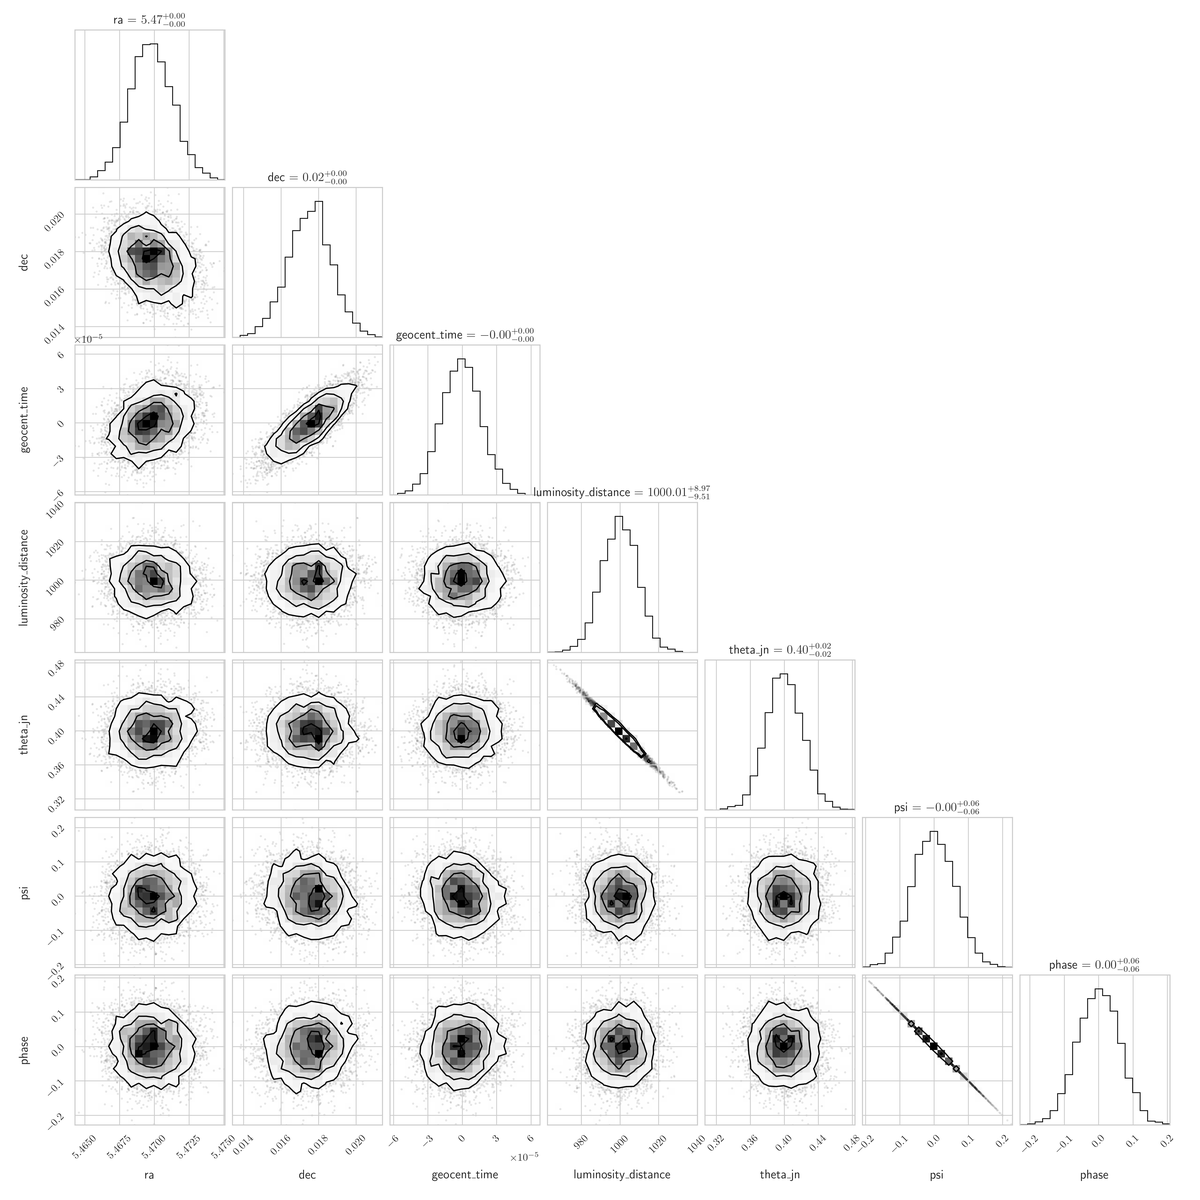 ra = 5.47+0.00−0.00
dec = 0.02+0.00−0.00
dec
0.020
0.018
0.016
0.014
geocent_time = −0.00+0.00−0.00
×10−5
geocent_time
6
3
0
−3
−6
luminosity_distance = 1000.01+8.97−9.51
luminosity_distance
1040
1020
1000
980
theta_jn = 0.40+0.02−0.02
theta_jn
0.48
0.44
0.40
0.36
0.32
psi = −0.00+0.06−0.06
psi
0.2
0.1
0.0
−0.1
−0.2
phase = 0.00+0.06−0.06
phase
0.2
0.1
0.0
−0.1
−0.2
5.4650 5.4675 5.4700 5.4725 5.4750 0.014 0.016 0.018 0.020 −6 −3 0 3 6 980 1000 1020 1040 0.32 0.36 0.40 0.44 0.48 −0.2 −0.1 0.0 0.1 0.2 −0.2 −0.1 0.0 0.1 0.2
×10−5
ra dec geocent_time luminosity_distance theta_jn psi phase